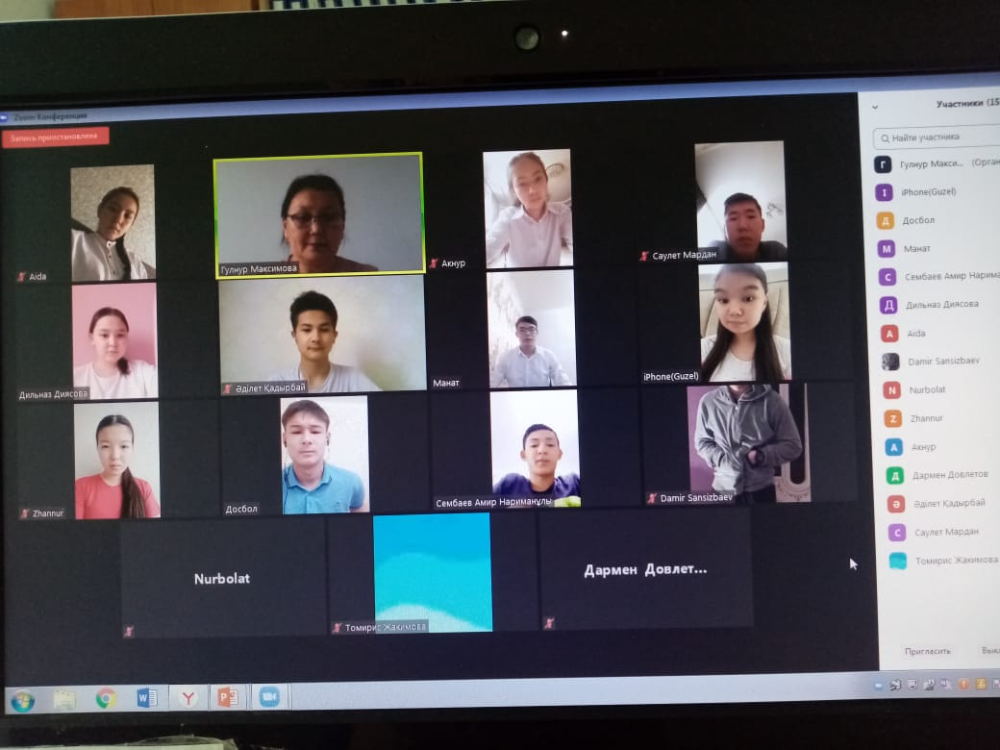 Zoom Конференция
Запись приостановлена
Aida
Гулнур Максимова
Акнур
Саулет Мардан
Дильназ Диясова
Әділет Қадырбай
Манат
iPhone(Guzel)
Zhannur
Досбол
Сембаев Амир Нариманұлы
Damir Sansizbaev
Nurbolat
Томирис Жакимова
Дармен Довлет...
Участники (15
Найти участника
Г Гулнур Макси... (Орган
I iPhone(Guzel)
Д Досбол
М Манат
С Сембаев Амир Нарима
Д Дильназ Диясова
A Aida
Damir Sansizbaev
N Nurbolat
Z Zhannur
А Акнур
Д Дармен Довлетов
Ә Әділет Қадырбай
С Саулет Мардан
Томирис Жакимова
Пригласить
Выкл
W
Y
P